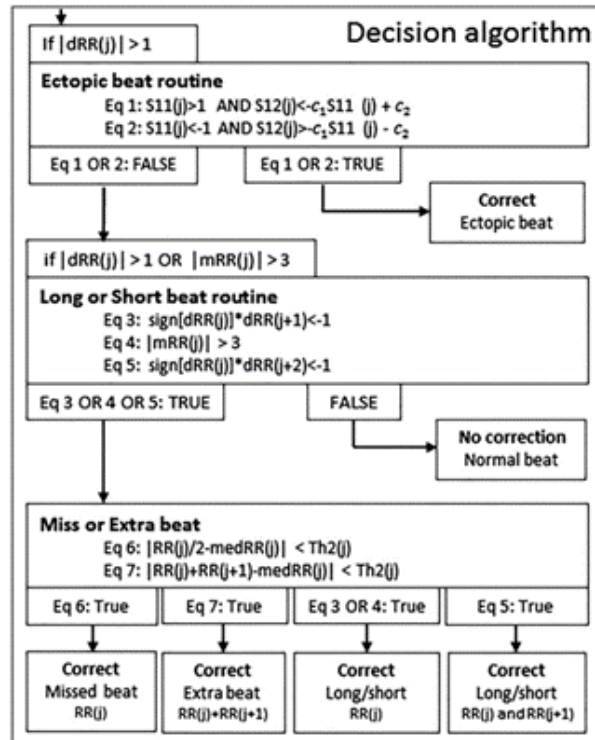 Decision algorithm
If |dRR(j)| > 1
Ectopic beat routine
Eq 1: S11(j)>1 AND S12(j)<-c₁S11 (j) + c₂
Eq 2: S11(j)<-1 AND S12(j)>-c₁S11 (j) - c₂
Eq 1 OR 2: FALSE
Eq 1 OR 2: TRUE
Correct
Ectopic beat
if |dRR(j)| > 1 OR |mRR(j)| > 3
Long or Short beat routine
Eq 3: sign[dRR(j)]*dRR(j+1)<-1
Eq 4: |mRR(j)| > 3
Eq 5: sign[dRR(j)]*dRR(j+2)<-1
Eq 3 OR 4 OR 5: TRUE
FALSE
No correction
Normal beat
Miss or Extra beat
Eq 6: |RR(j)/2-medRR(j)| < Th2(j)
Eq 7: |RR(j)+RR(j+1)-medRR(j)| < Th2(j)
Eq 6: True
Eq 7: True
Eq 3 OR 4: True
Eq 5: True
Correct
Missed beat
RR(j)
Correct
Extra beat
RR(j)+RR(j+1)
Correct
Long/short
RR(j)
Correct
Long/short
RR(j) and RR(j+1)